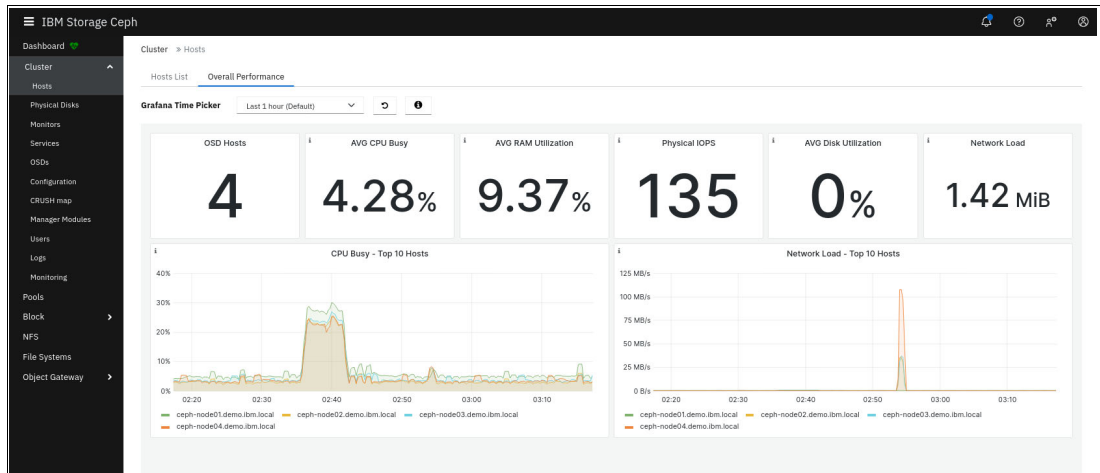 IBM Storage Ceph
Dashboard
Cluster
Hosts
Physical Disks
Monitors
Services
OSDs
Configuration
CRUSH map
Manager Modules
Users
Logs
Monitoring
Pools
Block
NFS
File Systems
Object Gateway
Cluster » Hosts
Hosts List Overall Performance
Grafana Time Picker Last 1 hour (Default)
OSD Hosts
4
AVG CPU Busy
4.28%
AVG RAM Utilization
9.37%
Physical IOPS
135
AVG Disk Utilization
0%
Network Load
1.42 MiB
CPU Busy - Top 10 Hosts
40%
30%
20%
10%
0%
02:20 02:30 02:40 02:50 03:00 03:10
ceph-node01.demo.ibm.local ceph-node02.demo.ibm.local ceph-node03.demo.ibm.local
ceph-node04.demo.ibm.local
Network Load - Top 10 Hosts
125 MB/s
100 MB/s
75 MB/s
50 MB/s
25 MB/s
0 B/s
02:20 02:30 02:40 02:50 03:00 03:10
ceph-node01.demo.ibm.local ceph-node02.demo.ibm.local ceph-node03.demo.ibm.local
ceph-node04.demo.ibm.local